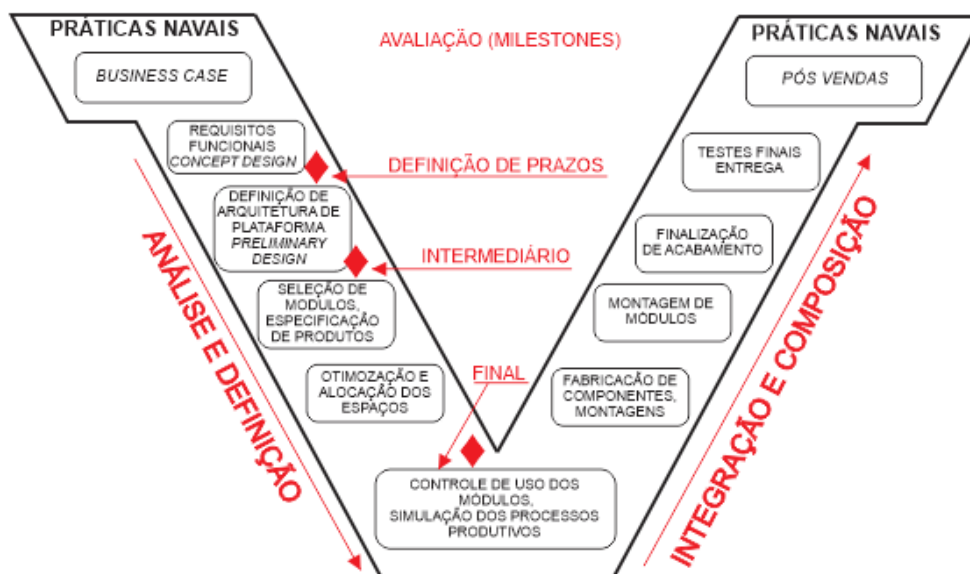 PRÁTICAS NAVAIS
BUSINESS CASE
REQUISITOS
FUNCIONAIS
CONCEPT DESIGN
DEFINIÇÃO DE
ARQUITETURA DE
PLATAFORMA
PRELIMINARY
DESIGN
SELEÇÃO DE
MÓDULOS,
ESPECIFICAÇÃO
DE PRODUTOS
OTIMOZAÇÃO E
ALOCAÇÃO DOS
ESPAÇOS
ANÁLISE E DEFINIÇÃO
AVALIAÇÃO (MILESTONES)
DEFINIÇÃO DE PRAZOS
INTERMEDIÁRIO
FINAL
CONTROLE DE USO DOS
MÓDULOS,
SIMULAÇÃO DOS PROCESSOS
PRODUTIVOS
PRÁTICAS NAVAIS
PÓS VENDAS
TESTES FINAIS
ENTREGA
FINALIZAÇÃO
DE ACABAMENTO
MONTAGEM DE
MÓDULOS
FABRICACÃO DE
COMPONENTES,
MONTAGENS
INTEGRAÇÃO E COMPOSIÇÃO